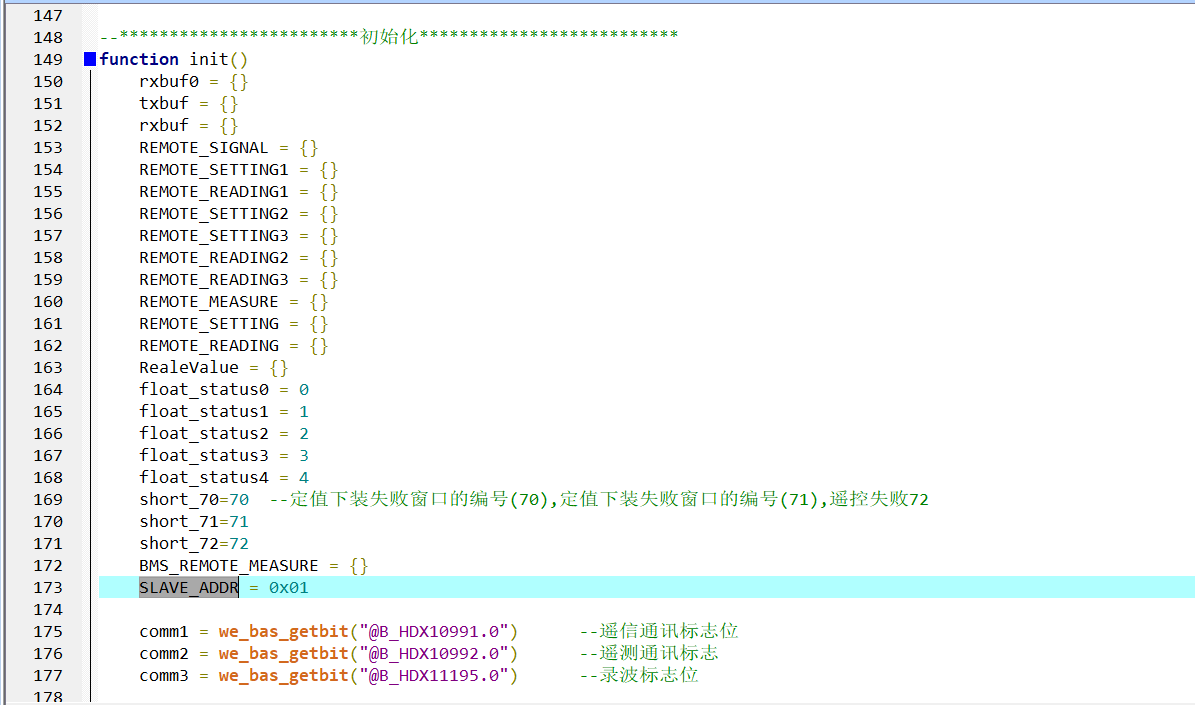 147
148 --************************初始化**************************
149 function init()
150 rxbuf0 = {}
151 txbuf = {}
152 rxbuf = {}
153 REMOTE_SIGNAL = {}
154 REMOTE_SETTING1 = {}
155 REMOTE_READING1 = {}
156 REMOTE_SETTING2 = {}
157 REMOTE_SETTING3 = {}
158 REMOTE_READING2 = {}
159 REMOTE_READING3 = {}
160 REMOTE_MEASURE = {}
161 REMOTE_SETTING = {}
162 REMOTE_READING = {}
163 RealeValue = {}
164 float_status0 = 0
165 float_status1 = 1
166 float_status2 = 2
167 float_status3 = 3
168 float_status4 = 4
169 short_70=70 --定值下装失败窗口的编号(70),定值下装失败窗口的编号(71),遥控失败72
170 short_71=71
171 short_72=72
172 BMS_REMOTE_MEASURE = {}
173 SLAVE_ADDR = 0x01
174
175 comm1 = we_bas_getbit("@B_HDX10991.0") --遥信通讯标志位
176 comm2 = we_bas_getbit("@B_HDX10992.0") --遥测通讯标志
177 comm3 = we_bas_getbit("@B_HDX11195.0") --录波标志位
178